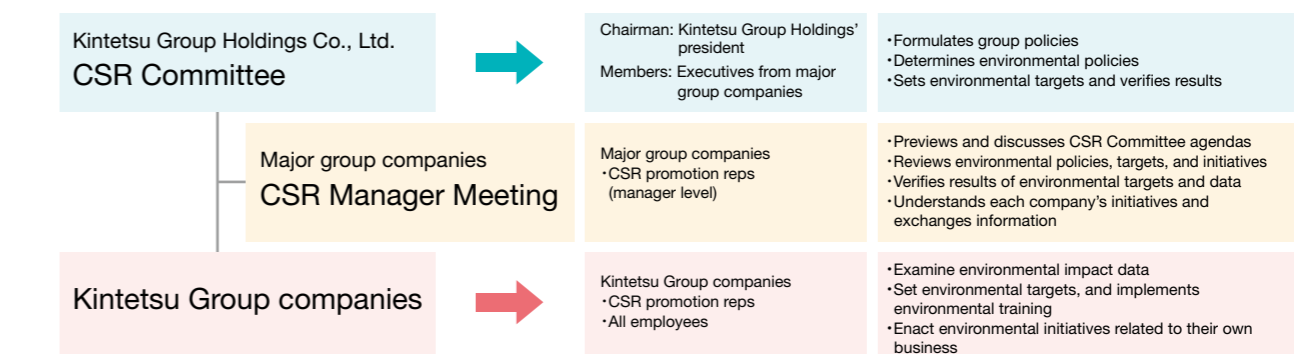 Kintetsu Group Holdings Co., Ltd.
CSR Committee
Chairman: Kintetsu Group Holdings’
president
Members: Executives from major
group companies
・Formulates group policies
・Determines environmental policies
・Sets environmental targets and verifies results
Major group companies
CSR Manager Meeting
Major group companies
・CSR promotion reps
(manager level)
・Previews and discusses CSR Committee agendas
・Reviews environmental policies, targets, and initiatives
・Verifies results of environmental targets and data
・Understands each company’s initiatives and
exchanges information
Kintetsu Group companies
Kintetsu Group companies
・CSR promotion reps
・All employees
・Examine environmental impact data
・Set environmental targets, and implements
environmental training
・Enact environmental initiatives related to their own
business